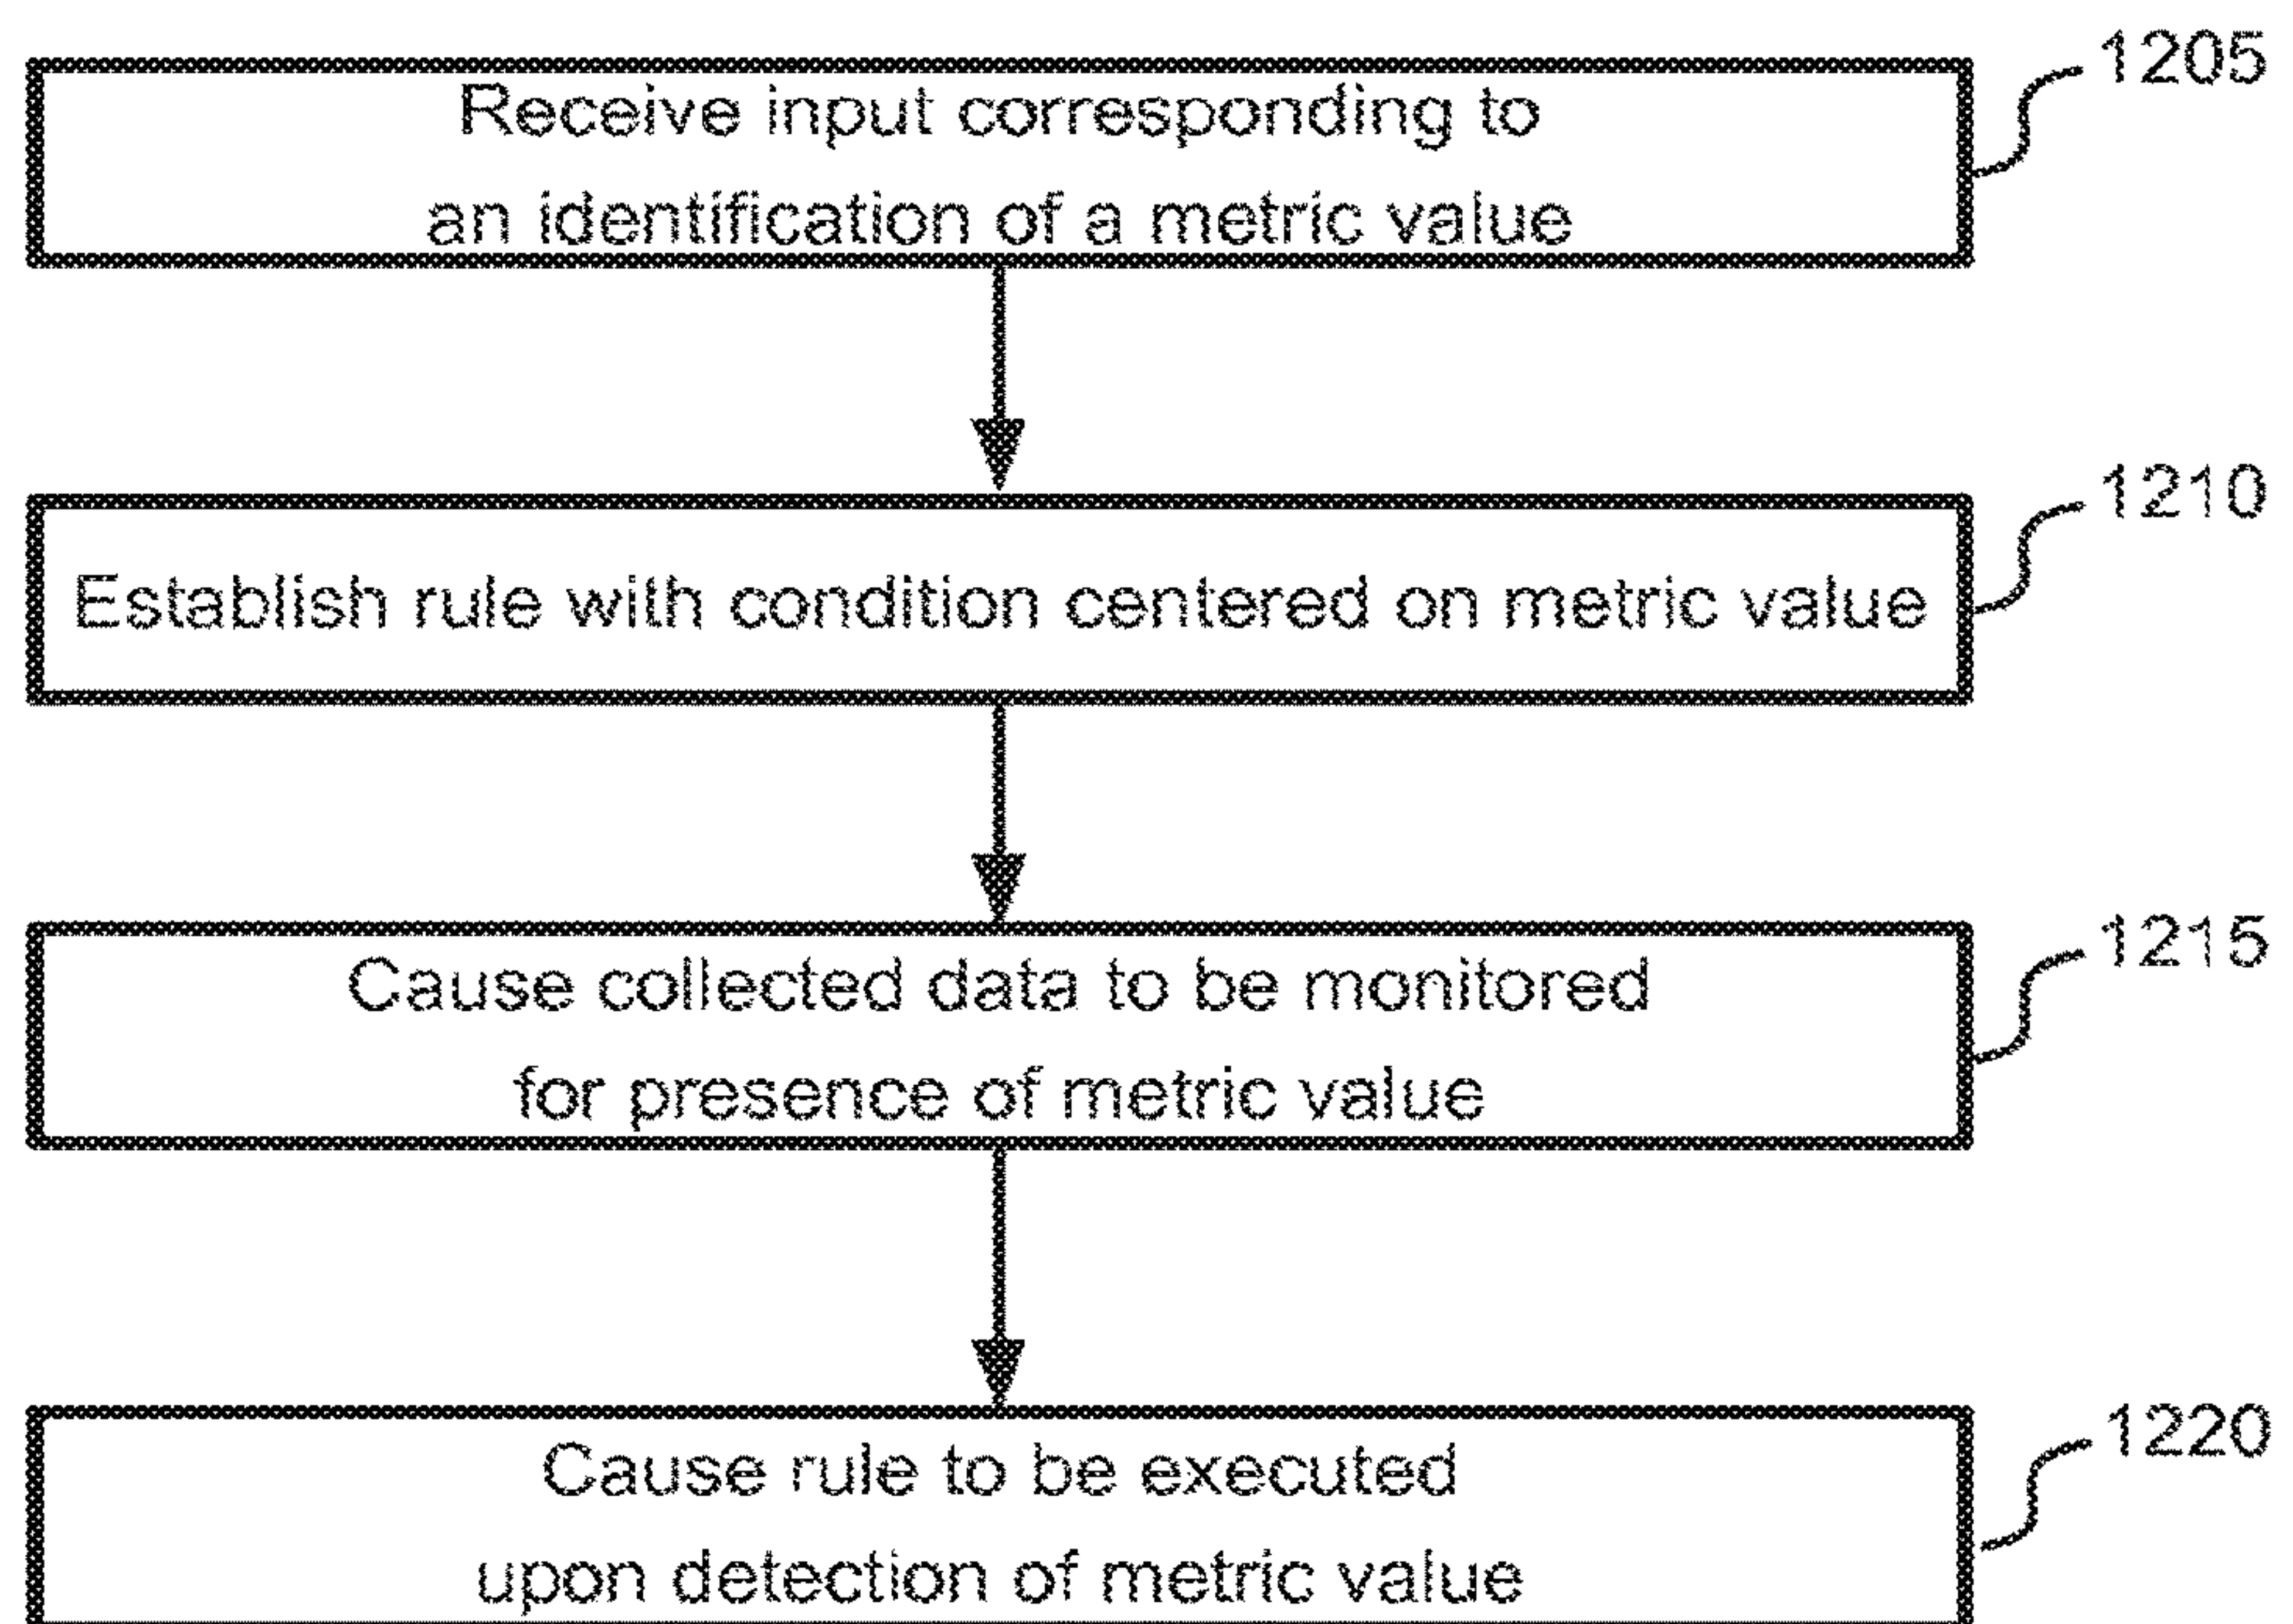 Receive input corresponding to
1205
an identification of a metric value
1210
Establish rule with condition centered on metric value
1215
Cause collected data to be monitored
for presence of metric value
1220
Cause rule to be executed
upon detection of metric value